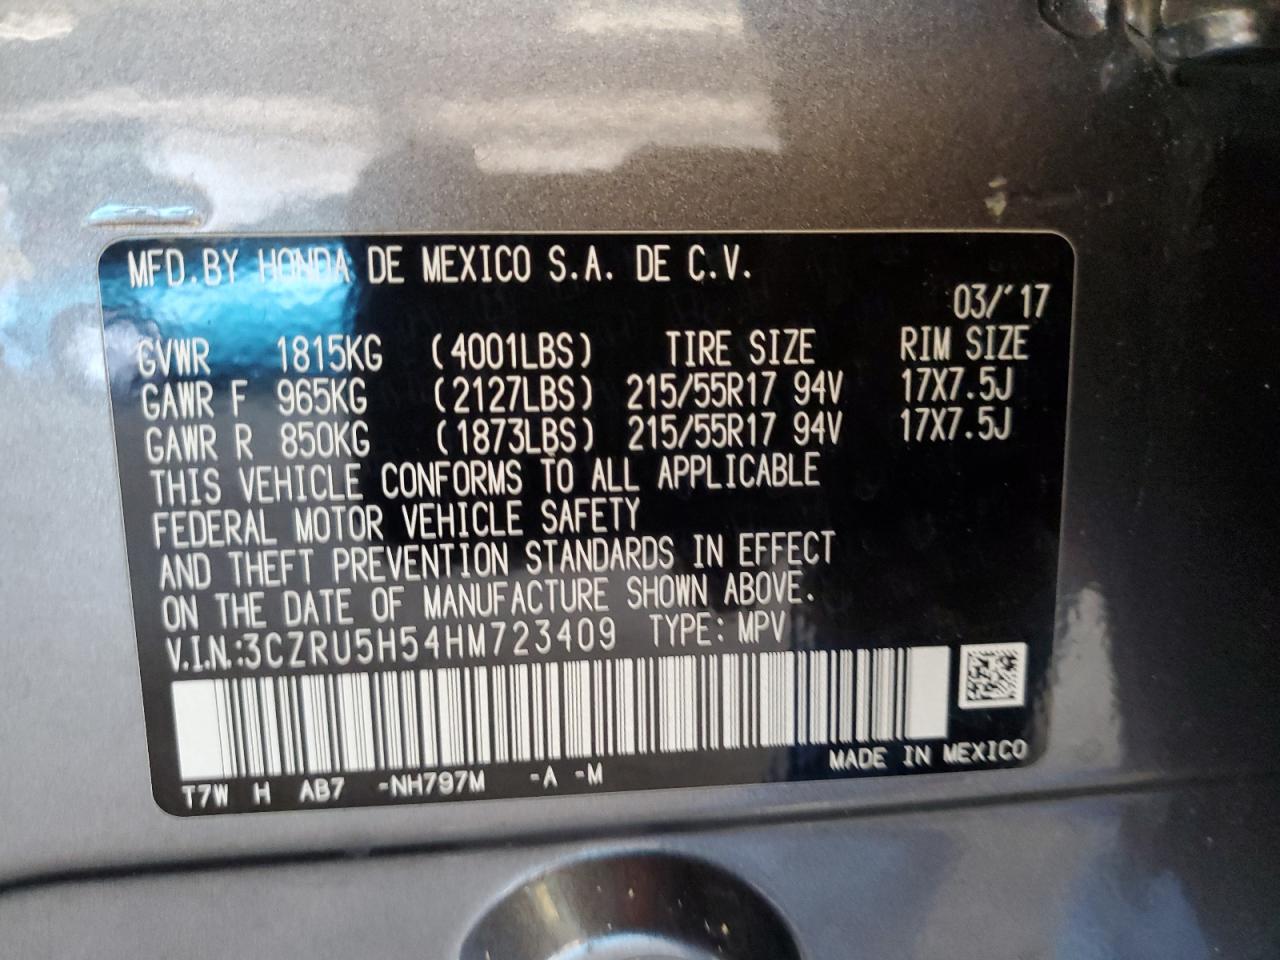 MFD.BY HONDA DE MEXICO S.A. DE C.V.
03/'17
GVWR 1815KG (4001LBS) TIRE SIZE RIM SIZE
GAWR F 965KG (2127LBS) 215/55R17 94V 17X7.5J
GAWR R 850KG (1873LBS) 215/55R17 94V 17X7.5J
THIS VEHICLE CONFORMS TO ALL APPLICABLE
FEDERAL MOTOR VEHICLE SAFETY
AND THEFT PREVENTION STANDARDS IN EFFECT
ON THE DATE OF MANUFACTURE SHOWN ABOVE.
V.I.N.:3CZRU5H54HM723409 TYPE: MPV
MADE IN MEXICO
T7W H AB7 -NH797M -A -M